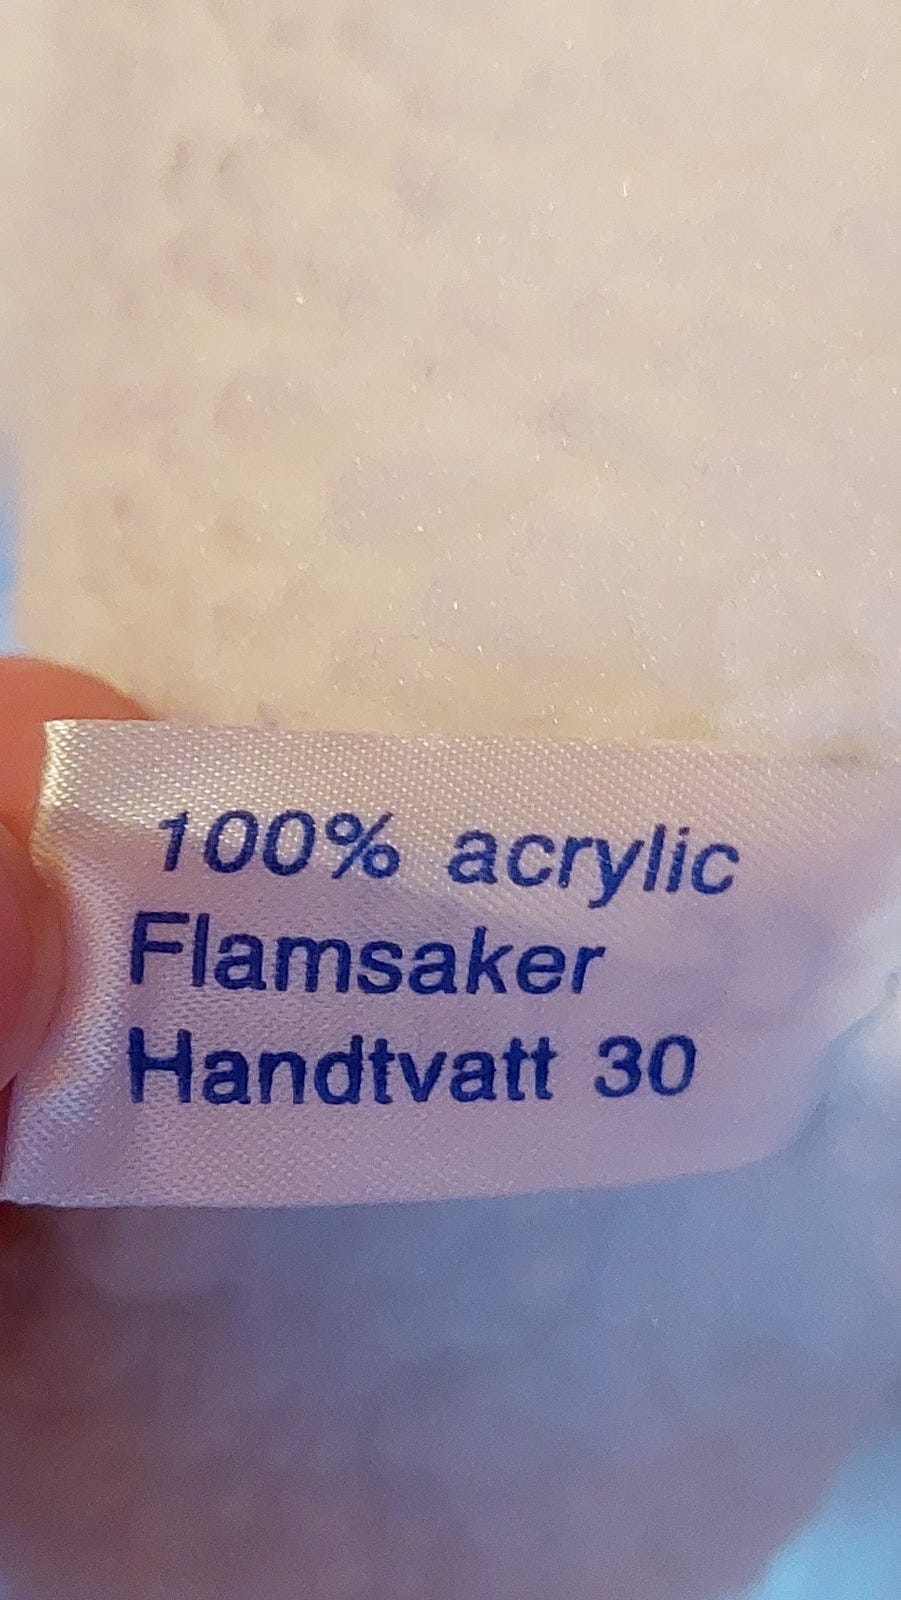 100% acrylic
Flamsaker
Handtvatt 30